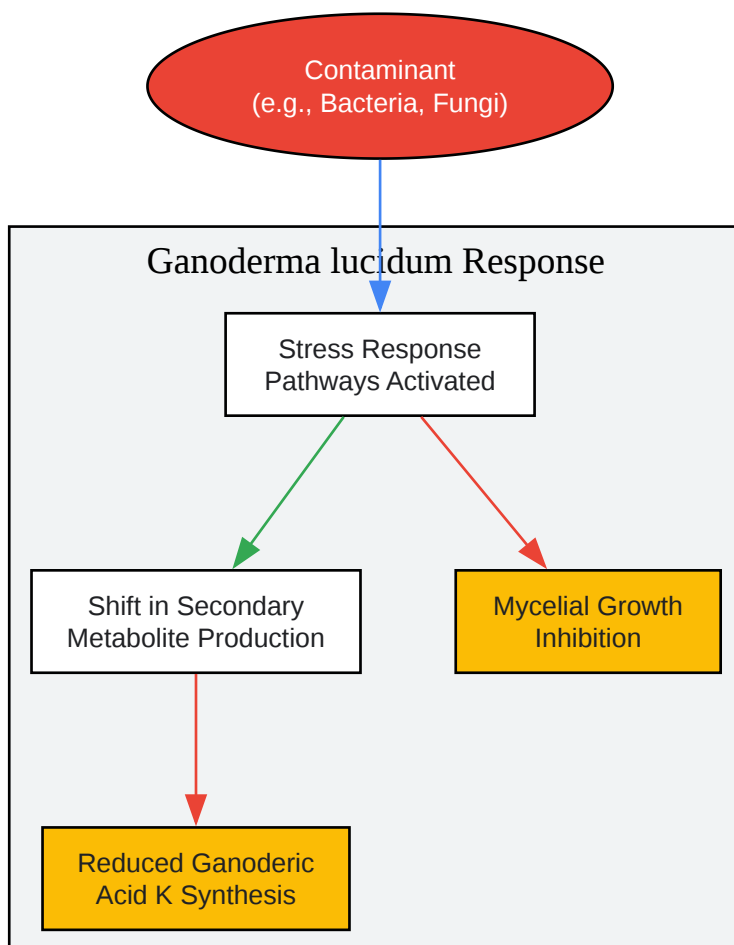 Contaminant
(e.g., Bacteria, Fungi)
Ganoderma lucidum Response
Stress Response
Pathways Activated
Shift in Secondary
Metabolite Production
Mycelial Growth
Inhibition
Reduced Ganoderic
Acid K Synthesis